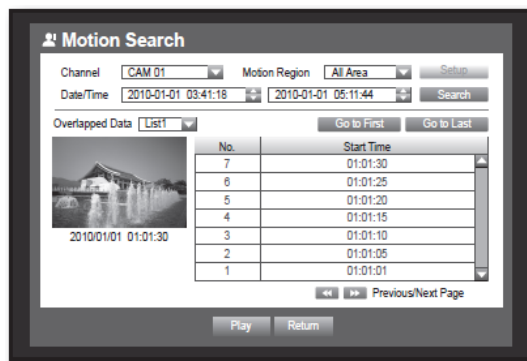 Motion Search
Channel CAM 01 Motion Region All Area Setup
Date/Time 2010-01-01 03:41:18 2010-01-01 05:11:44 Search
Overlapped Data List1 Go to First Go to Last
No. Start Time
7 01:01:30
6 01:01:25
5 01:01:20
4 01:01:15
3 01:01:10
2 01:01:05
1 01:01:01
2010/01/01 01:01:30
Previous/Next Page
Play Return